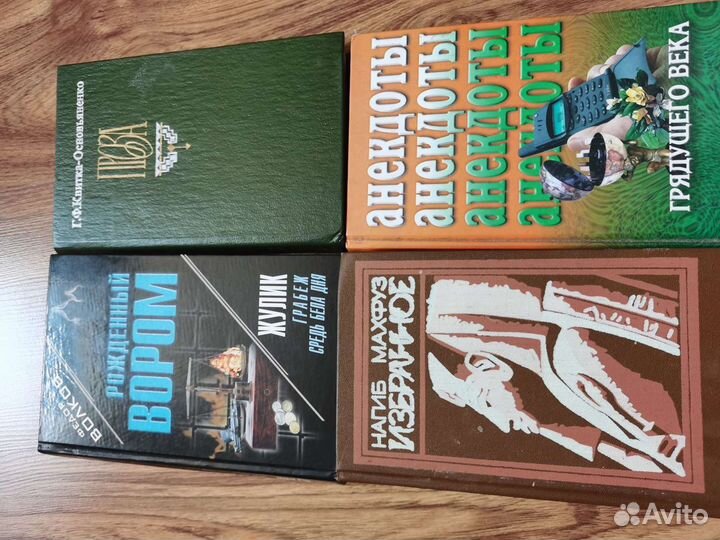 Г.Ф.Квитка-Основьяненко
ПРОЗА
анекдоты
анекдоты
анекдоты
анекдоты
ГРЯДУЩЕГО ВЕКА
ФЕДОР
ВОЛКОВ
РОЖДЕННЫЙ
ВОРОМ
ЖУЛИК
ГРАБЕЖ
СРЕДЬ БЕЛА ДНЯ
НАГИБ МАХФУЗ
ИЗБРАННОЕ
Avito